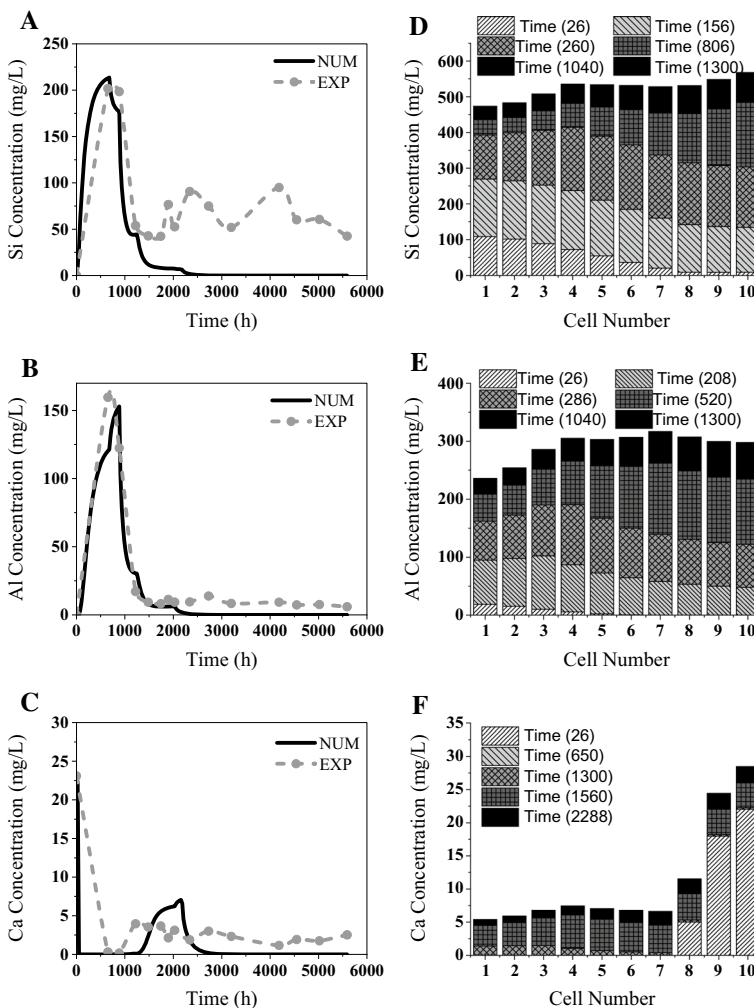 A
250
200
150
100
50
0
Si Concentration (mg/L)
NUM
EXP
0 1000 2000 3000 4000 5000 6000
Time (h)
D
Time (26) Time (156)
Time (260) Time (806)
Time (1040) Time (1300)
600
500
400
300
200
100
0
Si Concentration (mg/L)
1 2 3 4 5 6 7 8 9 10
Cell Number
B
150
100
50
0
Al Concentration (mg/L)
NUM
EXP
0 1000 2000 3000 4000 5000 6000
Time (h)
E
Time (26) Time (208)
Time (286) Time (520)
Time (1040) Time (1300)
400
300
200
100
0
Al Concentration (mg/L)
1 2 3 4 5 6 7 8 9 10
Cell Number
C
30
25
20
15
10
5
0
Ca Concentration (mg/L)
NUM
EXP
0 1000 2000 3000 4000 5000 6000
Time (h)
F
35
30
25
20
15
10
5
0
Ca Concentration (mg/L)
Time (26)
Time (650)
Time (1300)
Time (1560)
Time (2288)
1 2 3 4 5 6 7 8 9 10
Cell Number